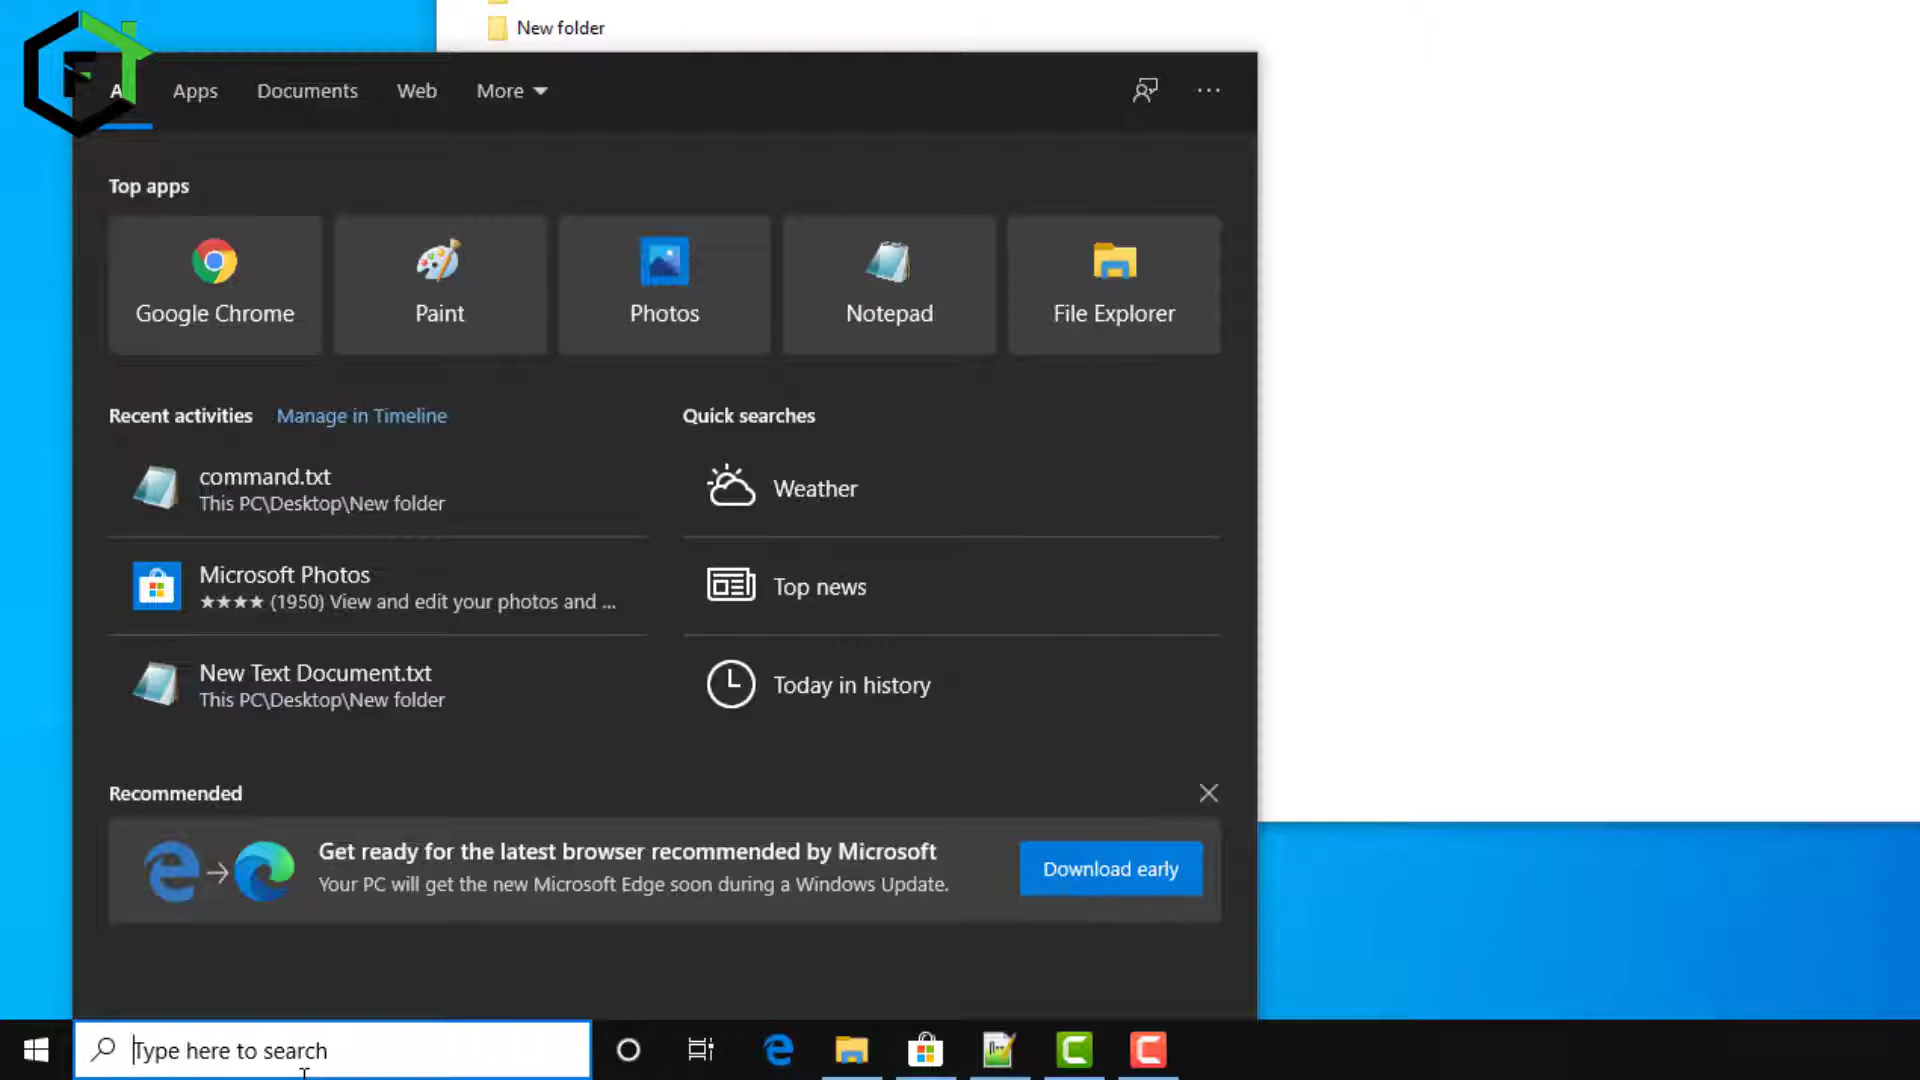 New folder
Apps Documents Web More
Top apps
Google Chrome Paint Photos Notepad File Explorer
Recent activities Manage in Timeline Quick searches
command.txt
This PC\Desktop\New folder
Weather
Microsoft Photos
★★★★ (1950) View and edit your photos and ...
Top news
New Text Document.txt
This PC\Desktop\New folder
Today in history
Recommended
Get ready for the latest browser recommended by Microsoft
Your PC will get the new Microsoft Edge soon during a Windows Update.
Download early
Type here to search